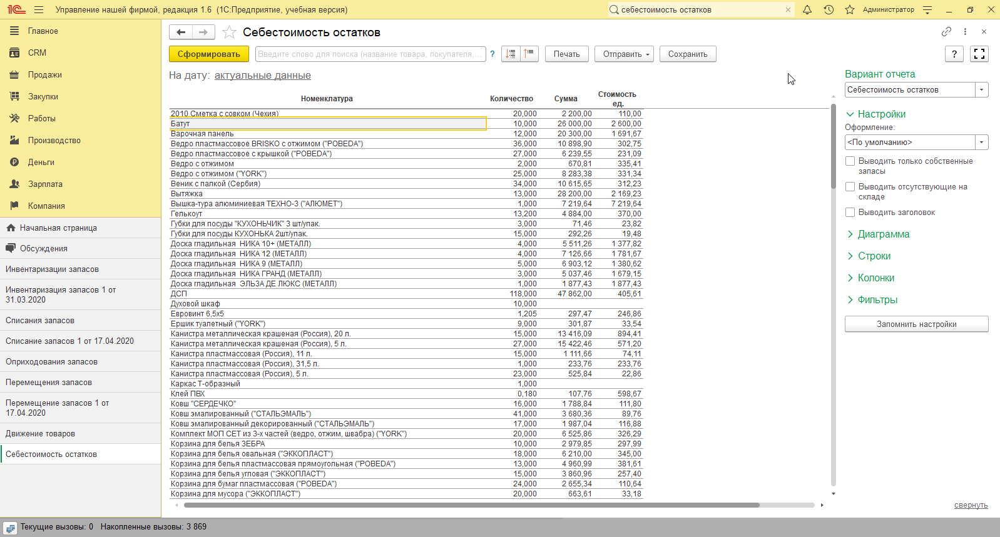 1С Управление нашей фирмой, редакция 1.6 (1С:Предприятие, учебная версия) себестоимость остатков Администратор
Главное
CRM
Продажи
Закупки
Работы
Производство
Деньги
Зарплата
Компания
Начальная страница
Обсуждения
Инвентаризации запасов
Инвентаризация запасов 1 от
31.03.2020
Списания запасов
Списание запасов 1 от 17.04.2020
Оприходования запасов
Перемещения запасов
Перемещение запасов 1 от
17.04.2020
Движение товаров
Себестоимость остатков
Себестоимость остатков
Сформировать Введите слово для поиска (название товара, покупателя,... ? Печать Отправить Сохранить ?
На дату: актуальные данные
Номенклатура Количество Сумма Стоимость ед.
2010 Сметка с совком (Чехия) 20,000 2 200,00 110,00
Батут 10,000 26 000,00 2 600,00
Варочная панель 12,000 20 300,00 1 691,67
Ведро пластмассовое BRISKO с отжимом ("POBEDA") 36,000 10 898,90 302,75
Ведро пластмассовое с крышкой ("POBEDA") 27,000 6 239,55 231,09
Ведро с отжимом 2,000 670,81 335,41
Ведро с отжимом ("YORK") 25,000 8 283,38 331,34
Веник с палкой (Сербия) 34,000 10 615,65 312,23
Вытяжка 13,000 28 200,00 2 169,23
Вышка-тура алюминиевая ТЕХНО-3 ("АЛЮМЕТ") 1,000 7 219,64 7 219,64
Гелькоут 13,200 4 884,00 370,00
Губки для посуды "КУХОНЬЧИК" 3 шт/упак. 3,000 71,46 23,82
Губки для посуды КУХОНЬКА 2шт/упак. 15,000 292,26 19,48
Доска гладильная НИКА 10+ (МЕТАЛЛ) 4,000 5 511,26 1 377,82
Доска гладильная НИКА 12 (МЕТАЛЛ) 4,000 7 126,66 1 781,67
Доска гладильная НИКА 9 (МЕТАЛЛ) 5,000 6 903,12 1 380,62
Доска гладильная НИКА ГРАНД (МЕТАЛЛ) 3,000 5 037,46 1 679,15
Доска гладильная ЭЛЬЗА ДЕ ЛЮКС (МЕТАЛЛ) 1,000 1 877,43 1 877,43
ДСП 118,000 47 862,00 405,61
Духовой шкаф 10,000
Евровинт 6,5х5 1,205 297,47 246,86
Ершик туалетный ("YORK") 9,000 301,87 33,54
Канистра металлическая крашеная (Россия), 20 л. 15,000 13 416,09 894,41
Канистра металлическая крашеная (Россия), 5 л. 27,000 15 422,46 571,20
Канистра пластмассовая (Россия), 11 л. 15,000 1 111,66 74,11
Канистра пластмассовая (Россия), 31,5 л. 1,000 233,76 233,76
Канистра пластмассовая (Россия), 5 л. 23,000 525,84 22,86
Каркас Т-образный 1,000
Клей ПВХ 0,180 107,76 598,67
Ковш "СЕРДЕЧКО" 16,000 1 788,84 111,80
Ковш эмалированный ("СТАЛЬЭМАЛЬ") 41,000 3 680,36 89,76
Ковш эмалированный декорированный ("СТАЛЬЭМАЛЬ") 17,000 1 987,04 116,88
Комплект МОП СЕТ из 3-х частей (ведро, отжим, швабра) ("YORK") 20,000 6 525,86 326,29
Корзина для белья ЗЕБРА 10,000 2 979,85 297,99
Корзина для белья овальная ("ЭККОПЛАСТ") 18,000 6 210,00 345,00
Корзина для белья пластмассовая прямоугольная ("POBEDA") 13,000 4 960,99 381,61
Корзина для белья угловая ("ЭККОПЛАСТ") 15,000 3 860,96 257,40
Корзина для бумаг пластмассовая ("POBEDA") 24,000 2 655,34 110,64
Корзина для мусора ("ЭККОПЛАСТ") 20,000 663,61 33,18
Вариант отчета
Себестоимость остатков
Настройки
Оформление:
<По умолчанию>
Выводить только собственные
запасы
Выводить отсутствующие на
складе
Выводить заголовок
Диаграмма
Строки
Колонки
Фильтры
Запомнить настройки
свернуть
Текущие вызовы: 0 Накопленные вызовы: 3 869